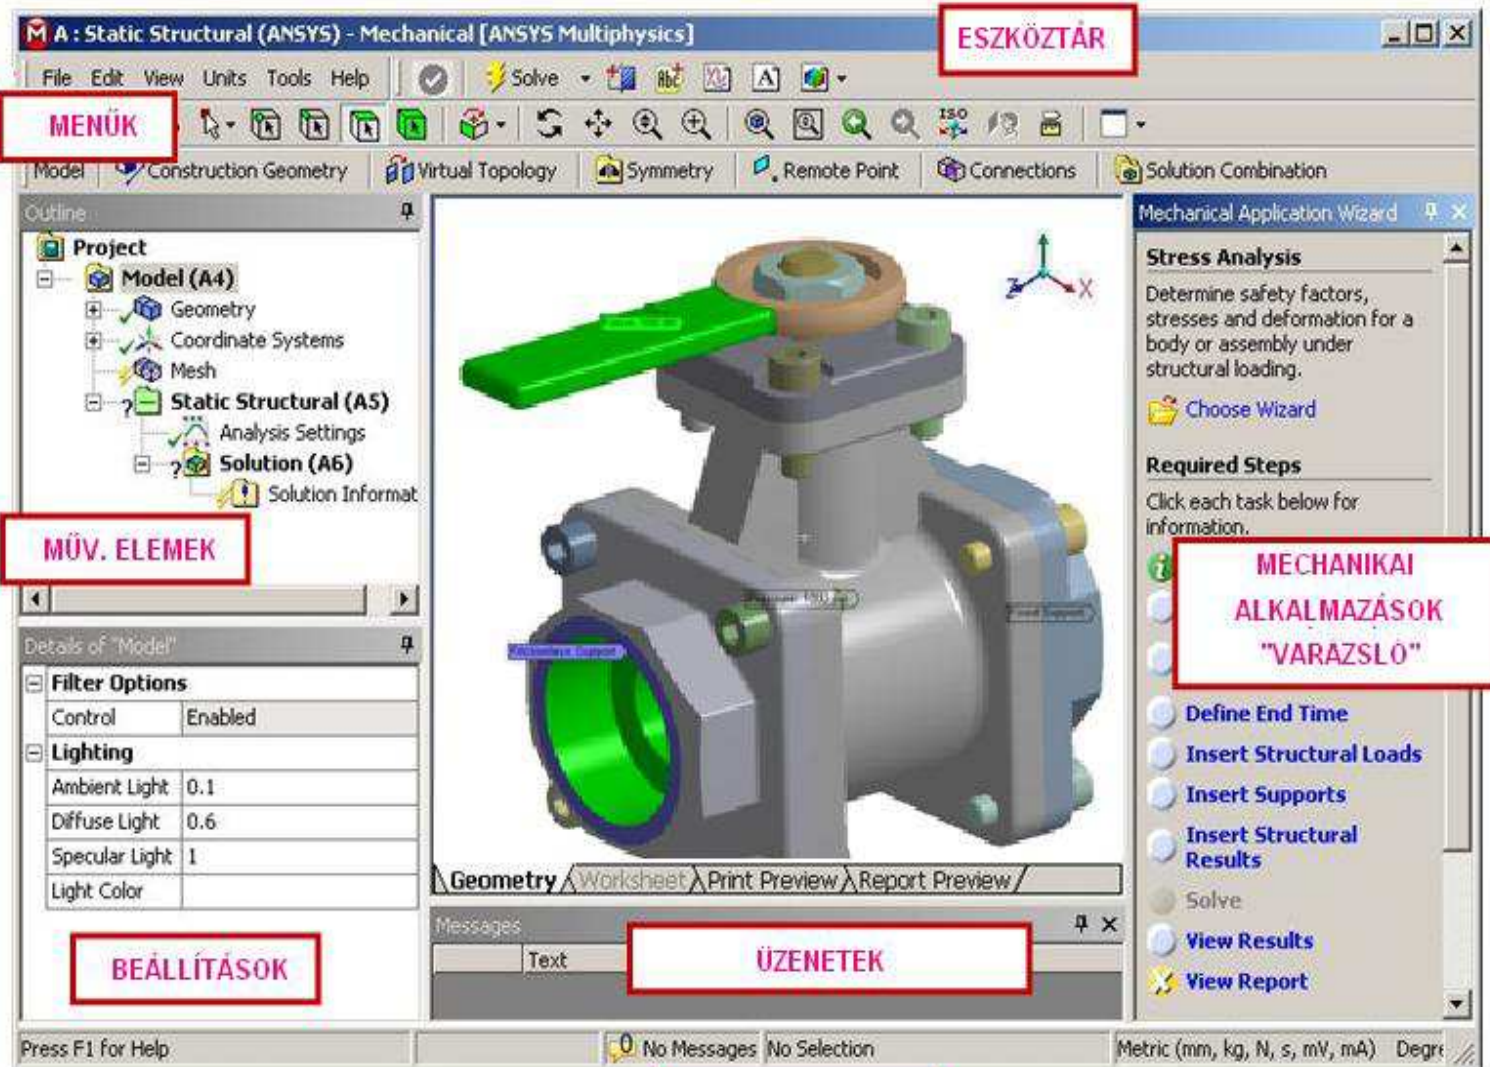 A : Static Structural (ANSYS) - Mechanical [ANSYS Multiphysics]
ESZKÖZTÁR
File Edit View Units Tools Help
Solve
MENÜK
ISO
Model Construction Geometry Virtual Topology Symmetry Remote Point Connections Solution Combination
Outline
Project
Model (A4)
Geometry
Coordinate Systems
Mesh
Static Structural (A5)
Analysis Settings
Solution (A6)
Solution Informat
MŰV. ELEMEK
Details of "Model"
Filter Options
Control Enabled
Lighting
Ambient Light 0.1
Diffuse Light 0.6
Specular Light 1
Light Color
BEÁLLÍTÁSOK
Z X
Frictionless Support
Fixed Support
Geometry Worksheet Print Preview Report Preview
Messages
Text
ÜZENETEK
Mechanical Application Wizard
Stress Analysis
Determine safety factors,
stresses and deformation for a
body or assembly under
structural loading.
Choose Wizard
Required Steps
Click each task below for
information.
MECHANIKAI
ALKALMAZÁSOK
"VARÁZSLÓ"
Define End Time
Insert Structural Loads
Insert Supports
Insert Structural
Results
Solve
View Results
View Report
Press F1 for Help
0 No Messages No Selection
Metric (mm, kg, N, s, mV, mA) Degre